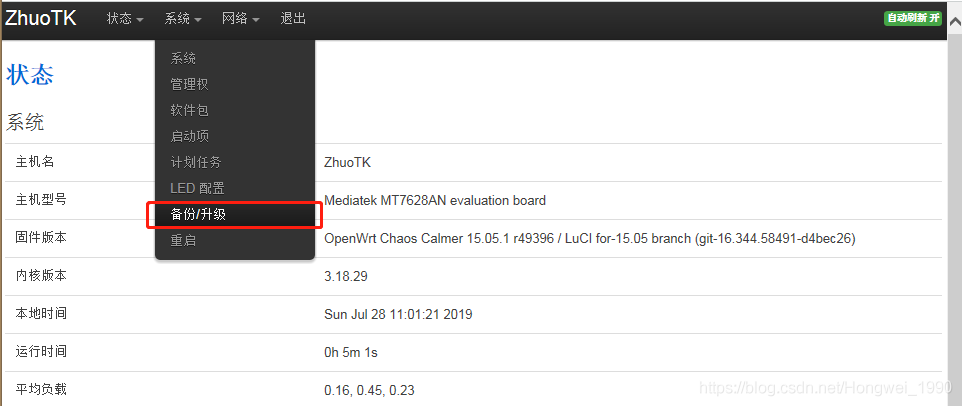 ZhuoTK 状态 系统 网络 退出 自动刷新 开
系统
管理权
软件包
启动项
计划任务
LED 配置
备份/升级
重启
状态
系统
主机名 ZhuoTK
主机型号 Mediatek MT7628AN evaluation board
固件版本 OpenWrt Chaos Calmer 15.05.1 r49396 / LuCI for-15.05 branch (git-16.344.58491-d4bec26)
内核版本 3.18.29
本地时间 Sun Jul 28 11:01:21 2019
运行时间 0h 5m 1s
平均负载 0.16, 0.45, 0.23
https://blog.csdn.net/Hongwei_1990